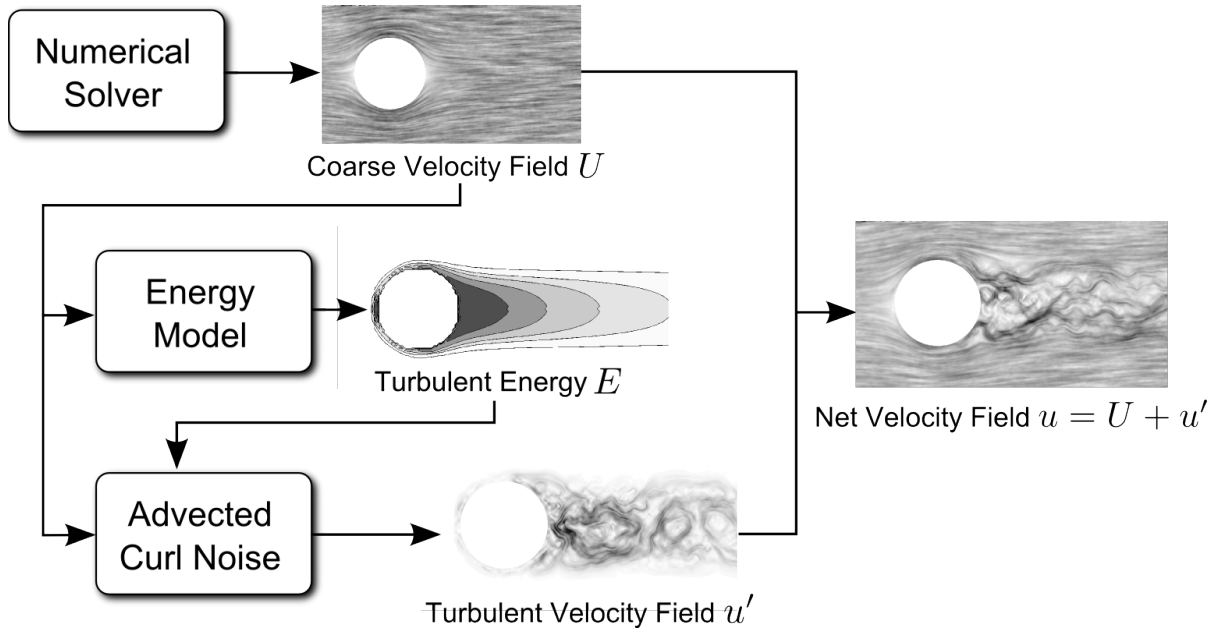 Numerical
Solver
Coarse Velocity Field U
Energy
Model
Turbulent Energy E
Net Velocity Field u = U + u′
Advected
Curl Noise
Turbulent Velocity Field u′